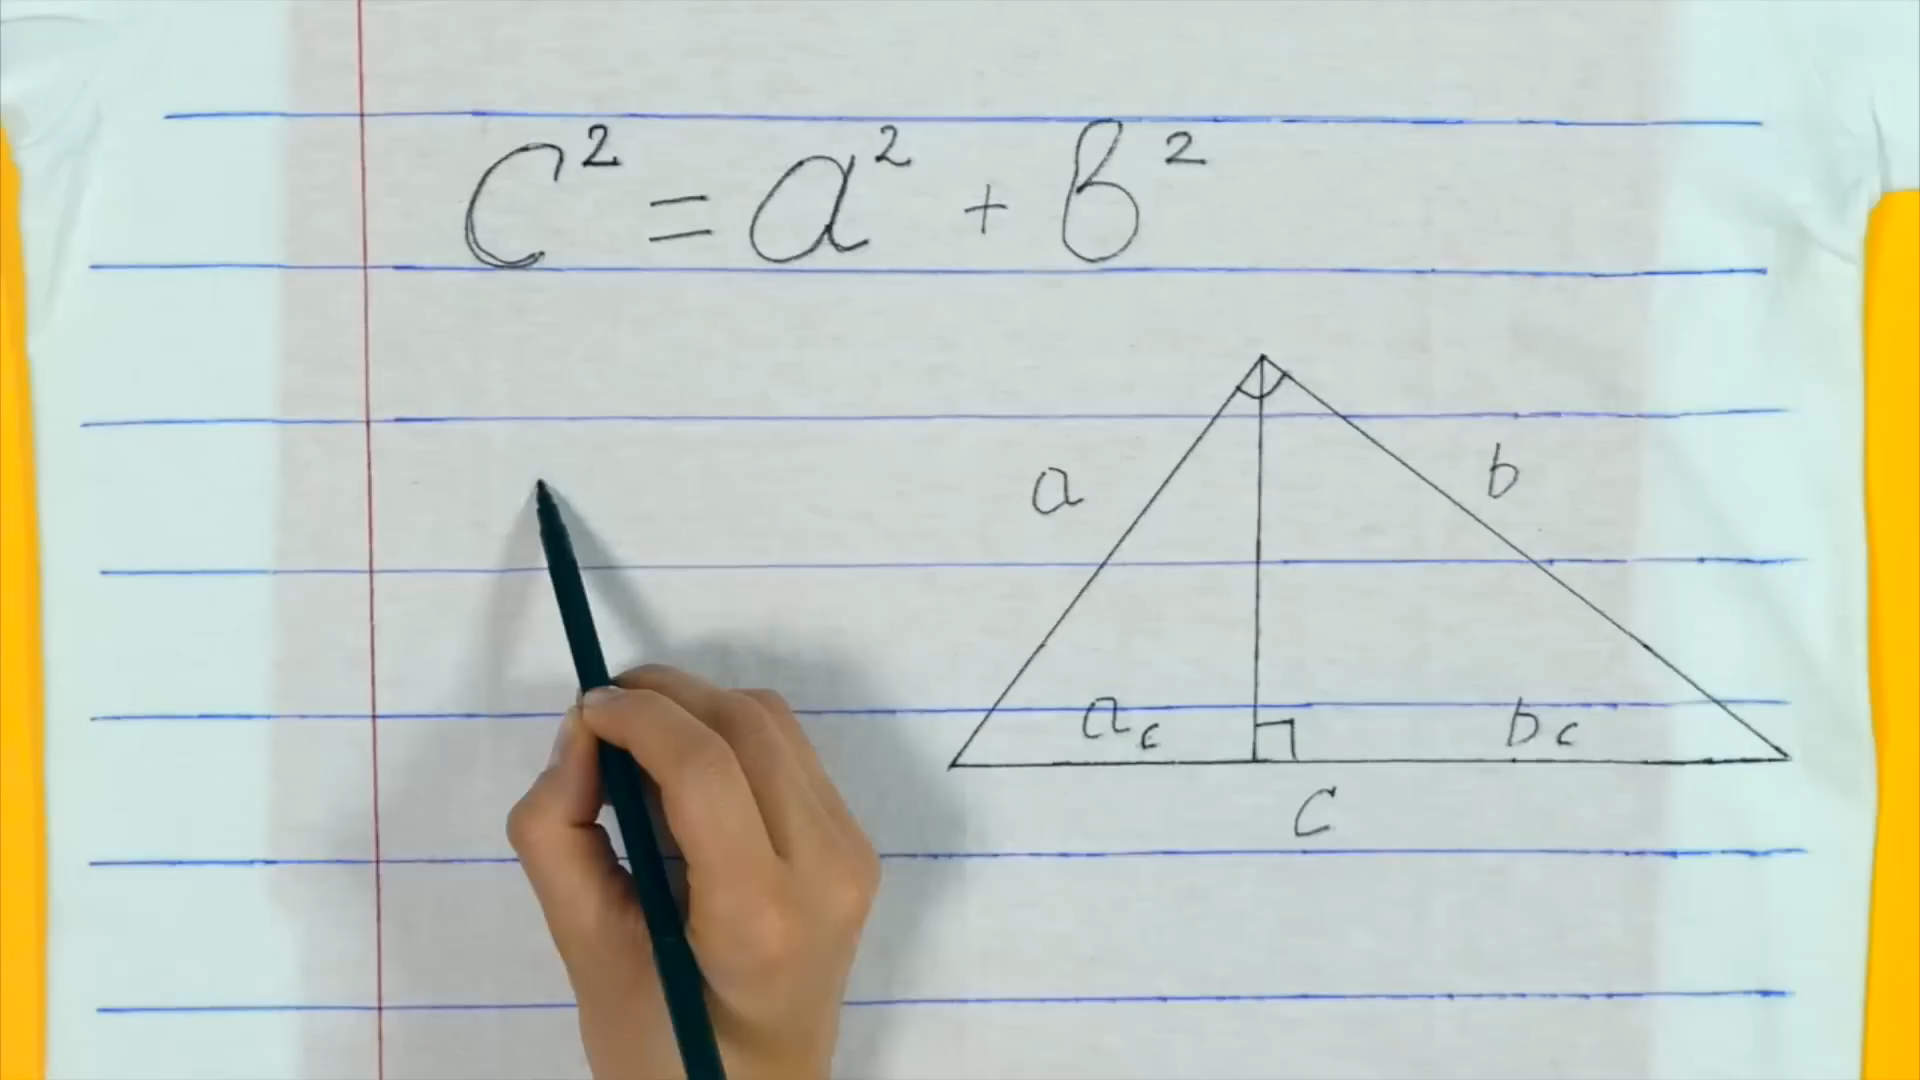 C² = a² + B²
a
b
a꜀ b꜀
C